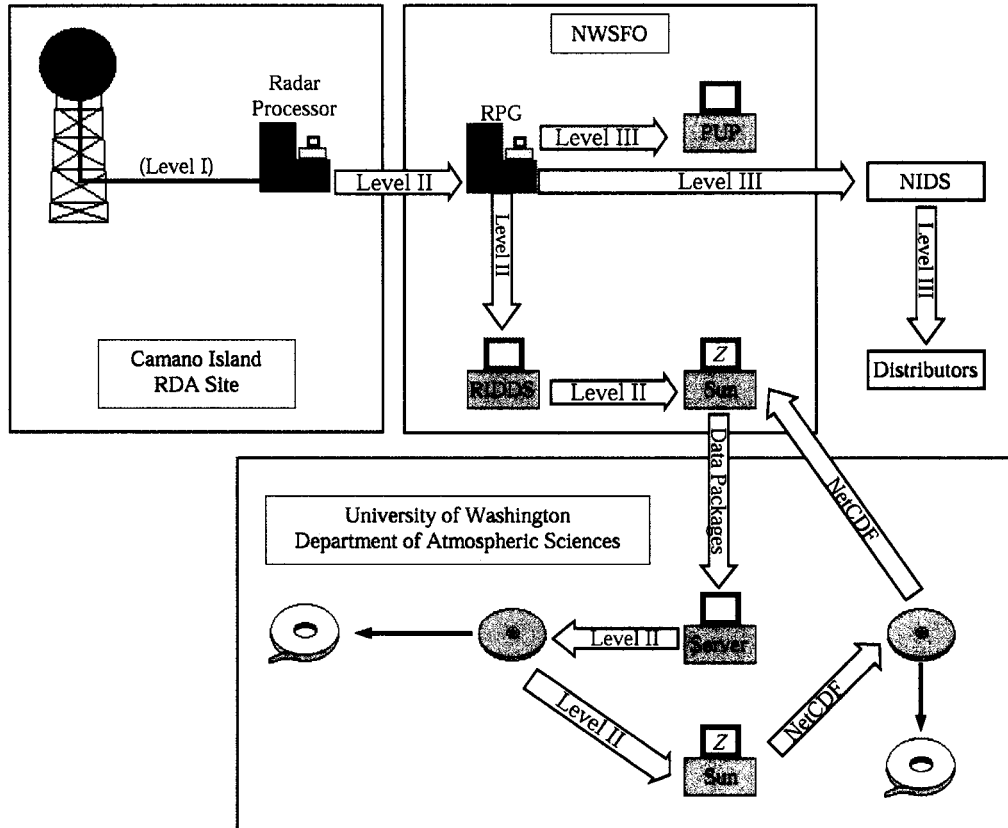 NWSFO
Radar
Processor
RPG
Level III
PUP
(Level I)
Level II
Level III
NIDS
Level II
Level III
Camano Island
RDA Site
Z
RIDDS
Level II
Sun
Distributors
Data Packages
NetCDF
University of Washington
Department of Atmospheric Sciences
Level II
Server
Level II
NetCDF
Z
Sun